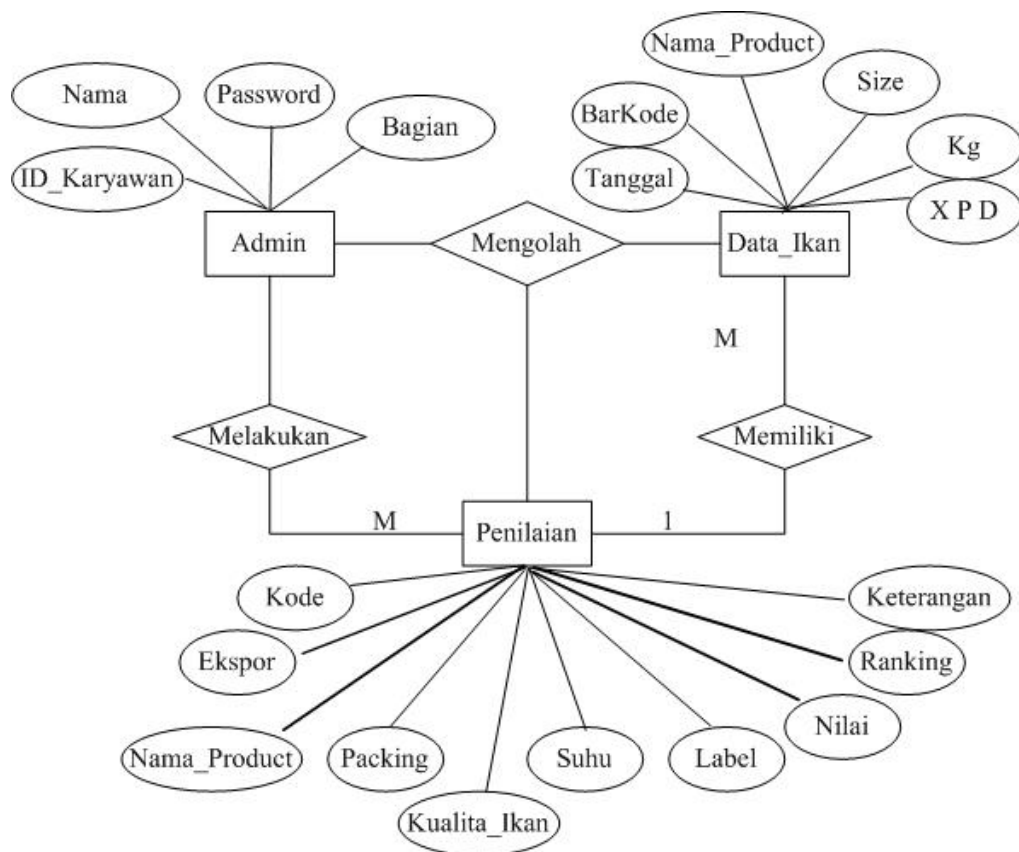 Nama_Product
Nama
Password
Size
BarKode
Bagian
Kg
ID_Karyawan
Tanggal
X P D
Admin
Mengolah
Data_Ikan
M
Melakukan
Memiliki
M
Penilaian
1
Kode
Keterangan
Ekspor
Ranking
Nama_Product
Packing
Suhu
Label
Nilai
Kualita_Ikan